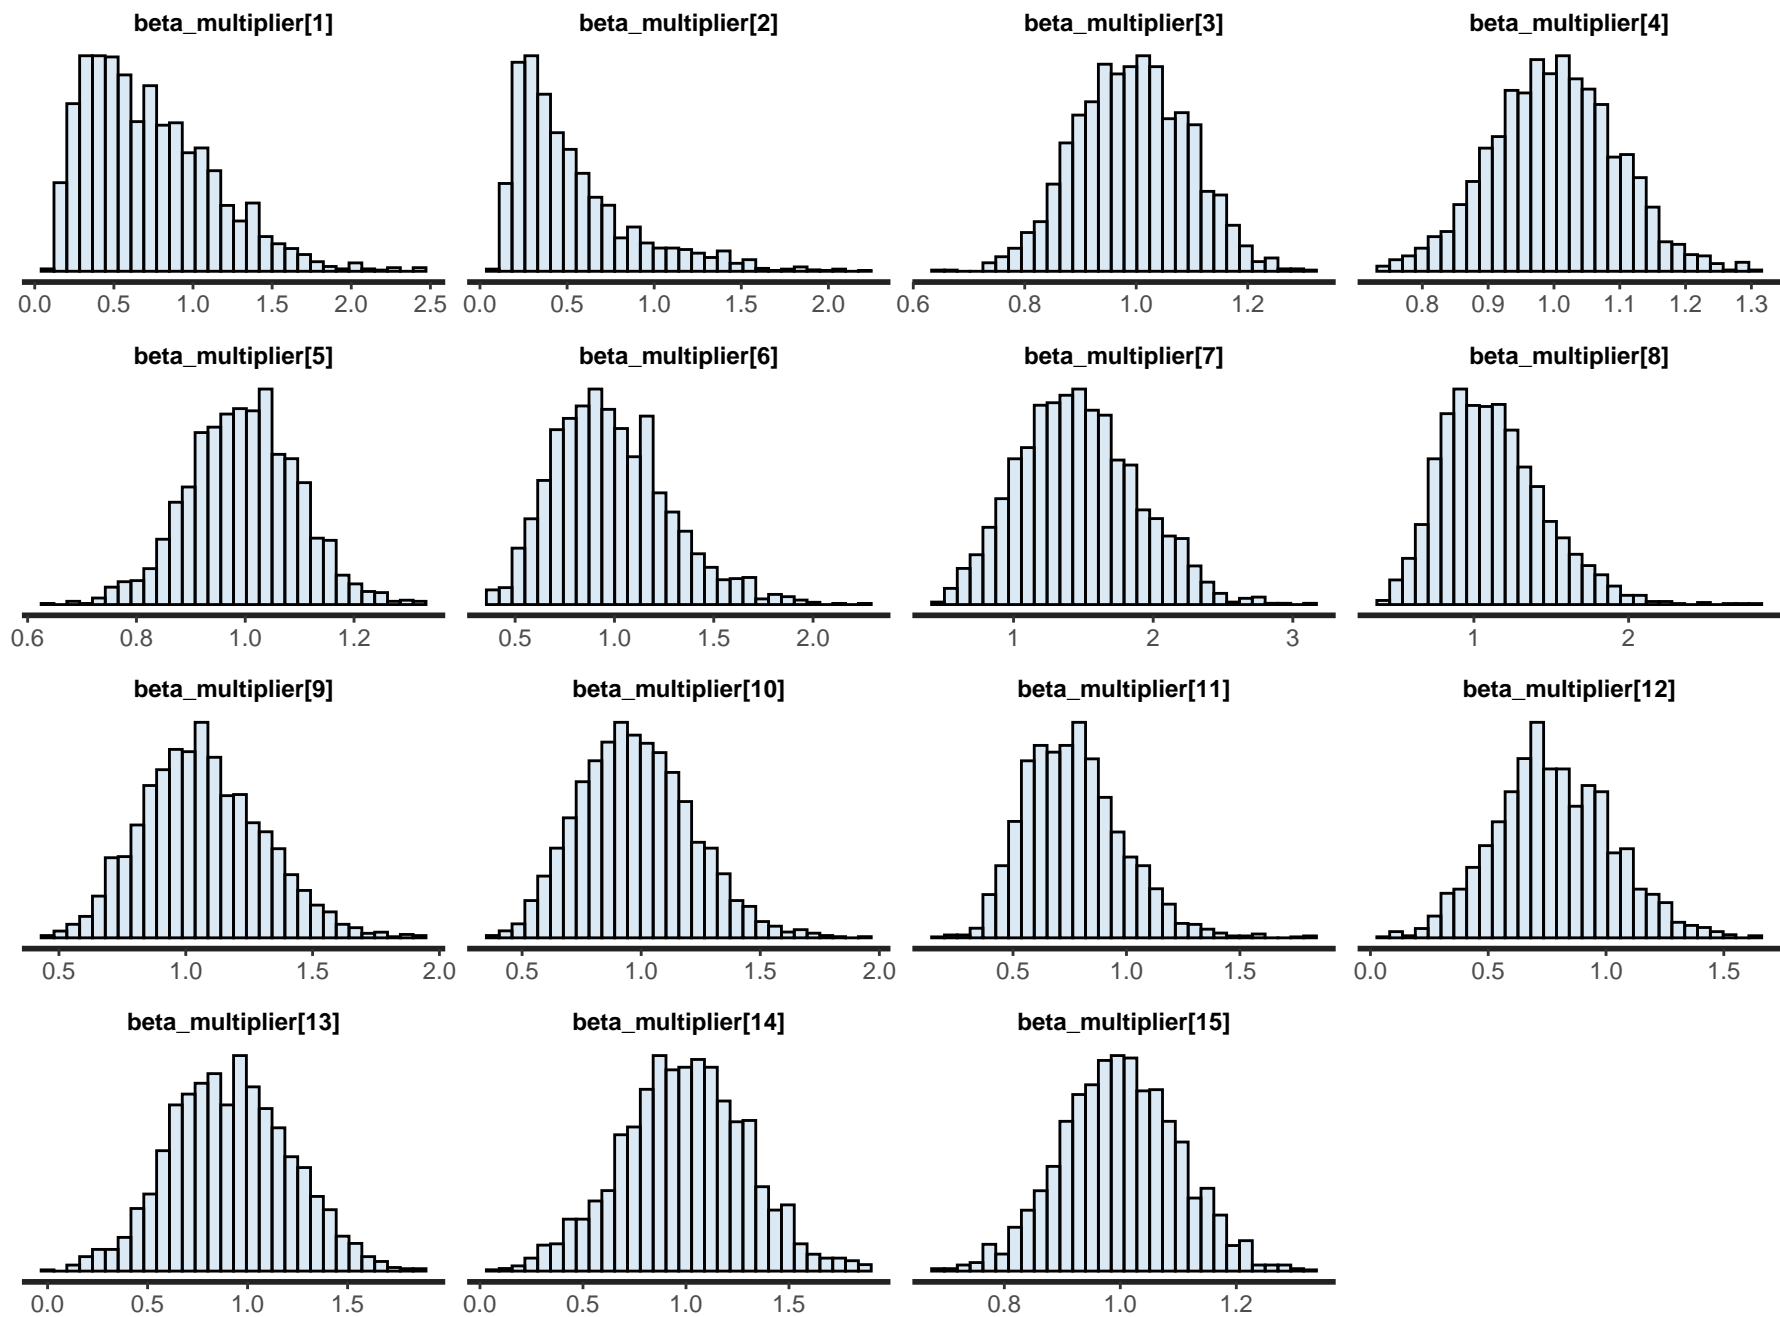 beta_multiplier[1] beta_multiplier[2] beta_multiplier[3] beta_multiplier[4]
0.0 0.5 1.0 1.5 2.0 2.5 0.0 0.5 1.0 1.5 2.0 0.6 0.8 1.0 1.2 0.8 0.9 1.0 1.1 1.2 1.3
beta_multiplier[5] beta_multiplier[6] beta_multiplier[7] beta_multiplier[8]
0.6 0.8 1.0 1.2 0.5 1.0 1.5 2.0 1 2 3 1 2
beta_multiplier[9] beta_multiplier[10] beta_multiplier[11] beta_multiplier[12]
0.5 1.0 1.5 2.0 0.5 1.0 1.5 2.0 0.5 1.0 1.5 0.0 0.5 1.0 1.5
beta_multiplier[13] beta_multiplier[14] beta_multiplier[15]
0.0 0.5 1.0 1.5 0.0 0.5 1.0 1.5 0.8 1.0 1.2